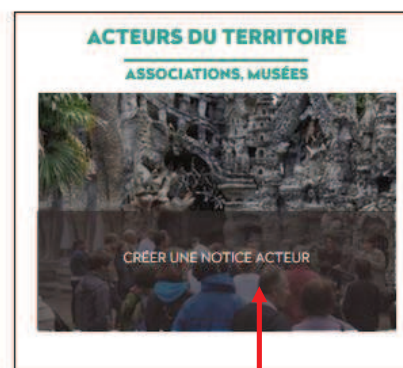 ACTEURS DU TERRITOIRE
ASSOCIATIONS, MUSÉES
CRÉER UNE NOTICE ACTEUR